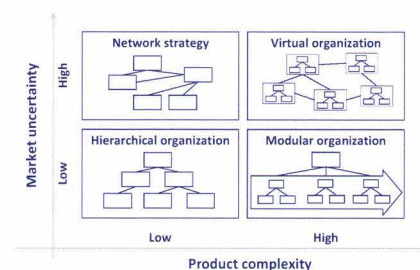 Market uncertainty
High
Low
Network strategy
Virtual organization
Hierarchical organization
Modular organization
Low
High
Product complexity